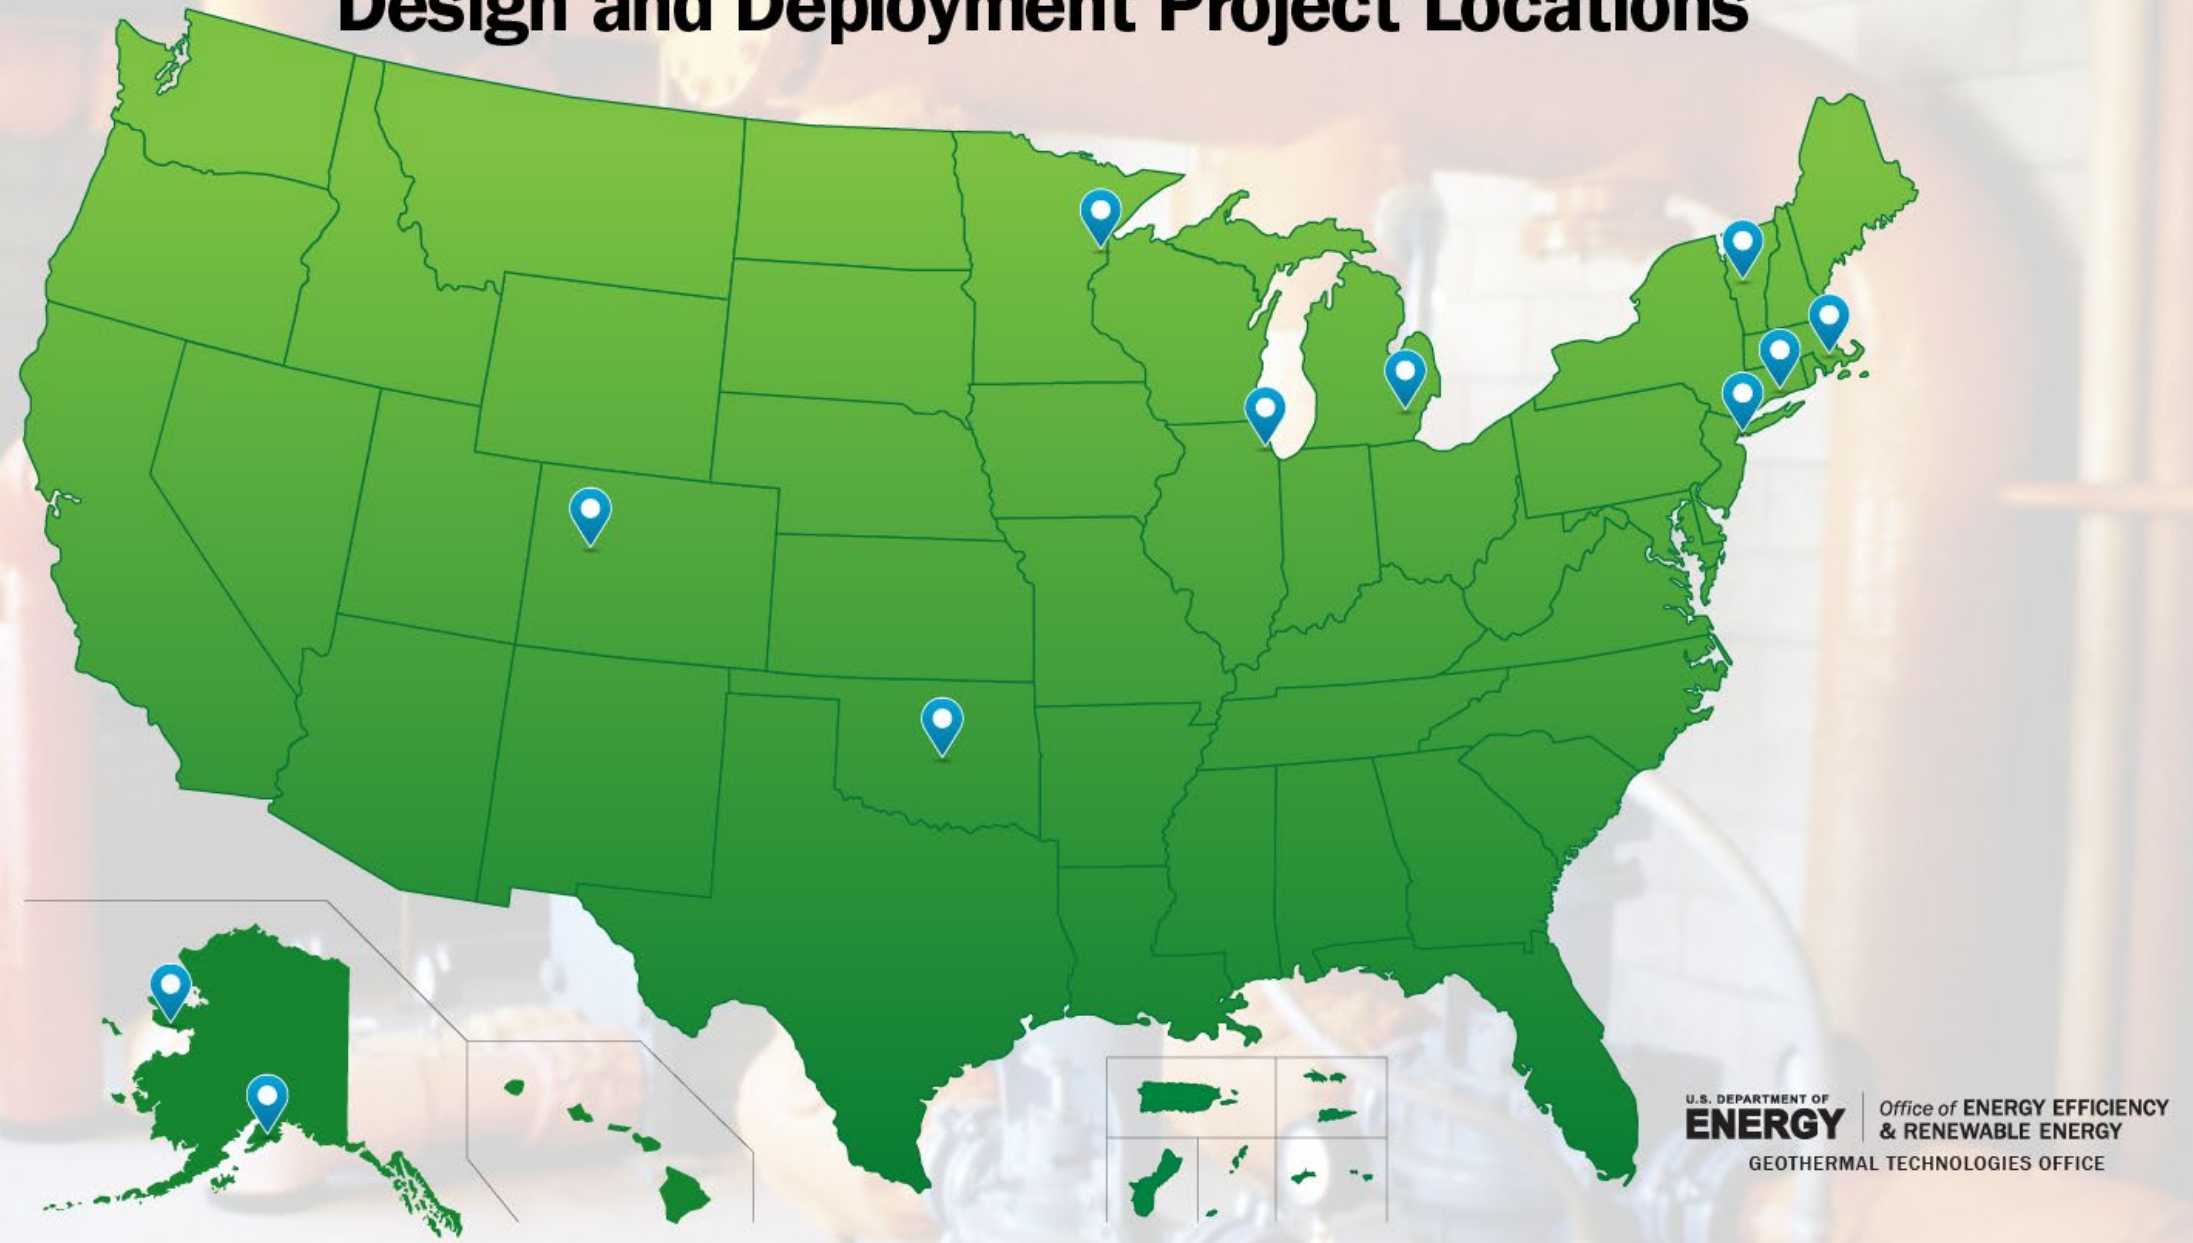 Design and Deployment Project Locations
U.S. DEPARTMENT OF
ENERGY
Office of ENERGY EFFICIENCY
& RENEWABLE ENERGY
GEOTHERMAL TECHNOLOGIES OFFICE